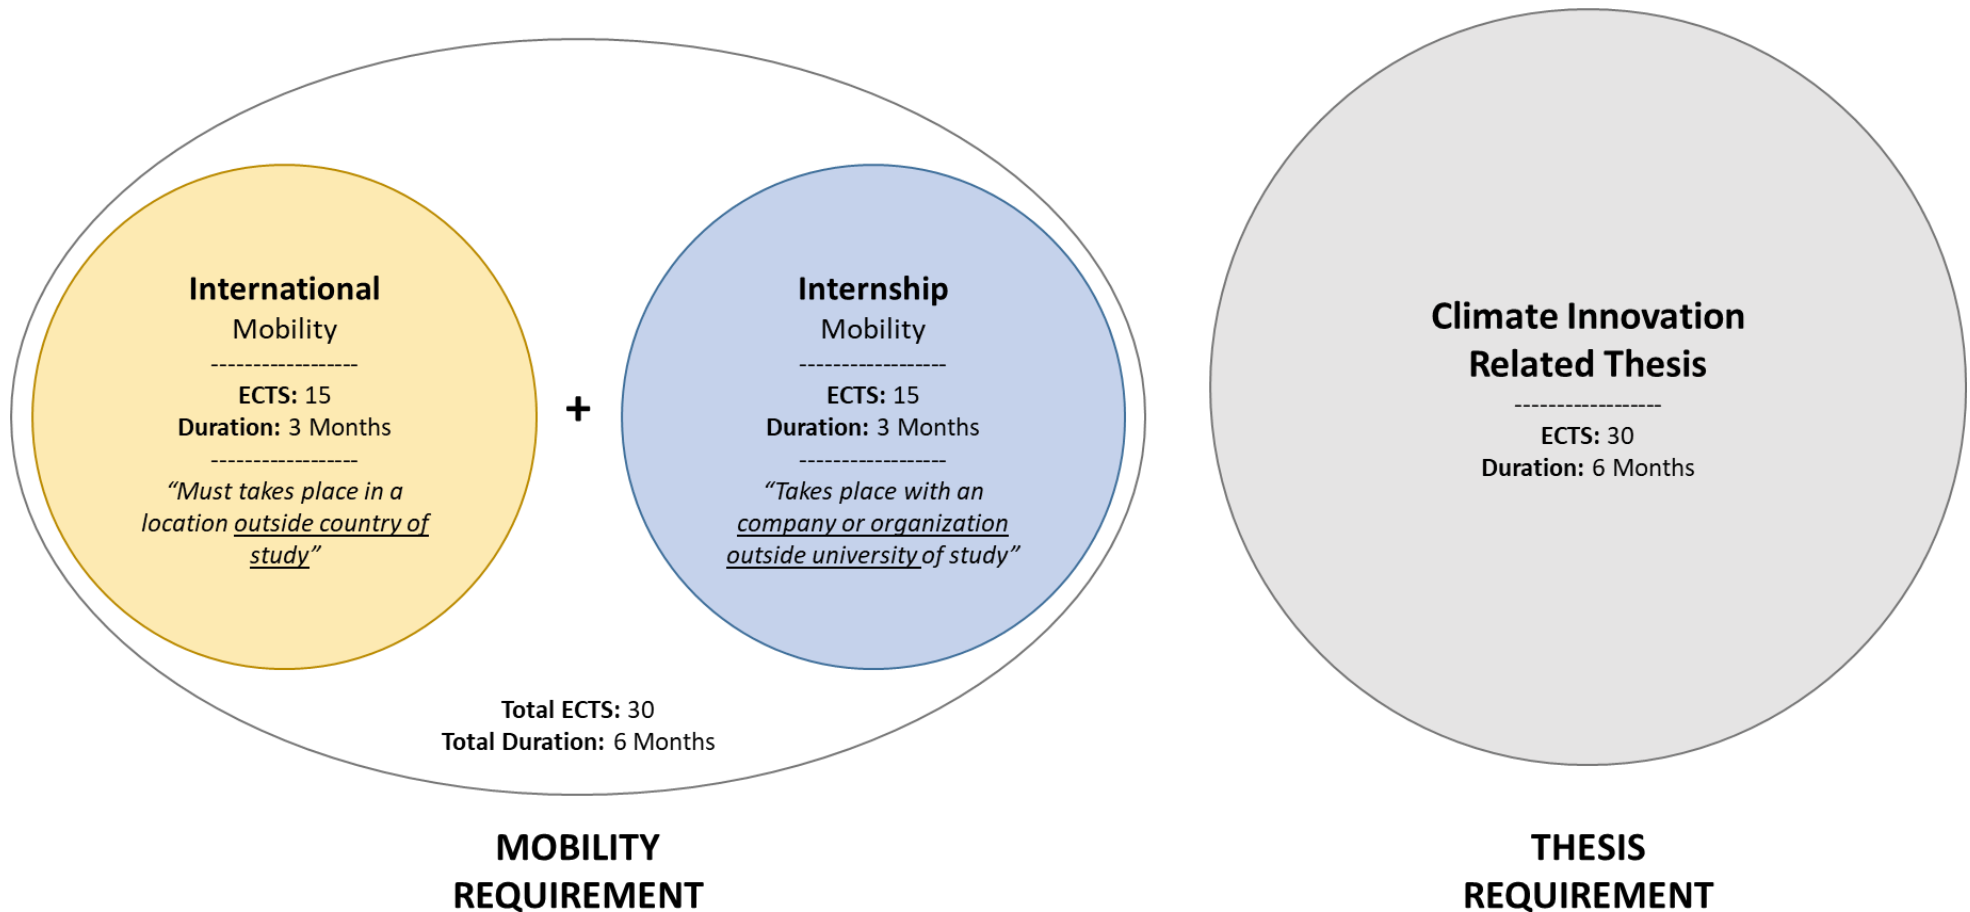 International
Mobility
------------------
ECTS: 15
Duration: 3 Months
------------------
“Must takes place in a
location outside country of
study”
+
Internship
Mobility
------------------
ECTS: 15
Duration: 3 Months
------------------
“Takes place with an
company or organization
outside university of study”
Total ECTS: 30
Total Duration: 6 Months
MOBILITY
REQUIREMENT
Climate Innovation
Related Thesis
------------------
ECTS: 30
Duration: 6 Months
THESIS
REQUIREMENT